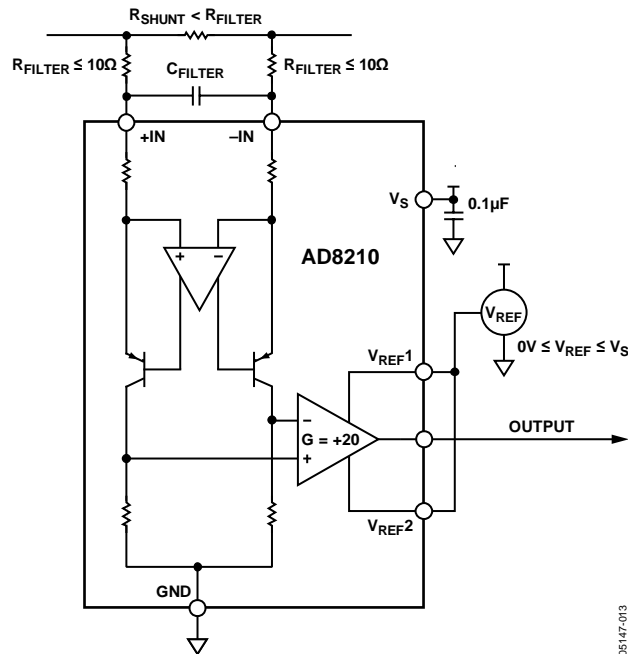 R_SHUNT < R_FILTER
R_FILTER ≤ 10Ω
C_FILTER
R_FILTER ≤ 10Ω
+IN
–IN
V_S
0.1µF
+
–
AD8210
V_REF
0V ≤ V_REF ≤ V_S
V_REF1
–
G = +20
+
OUTPUT
V_REF2
GND
05147-013